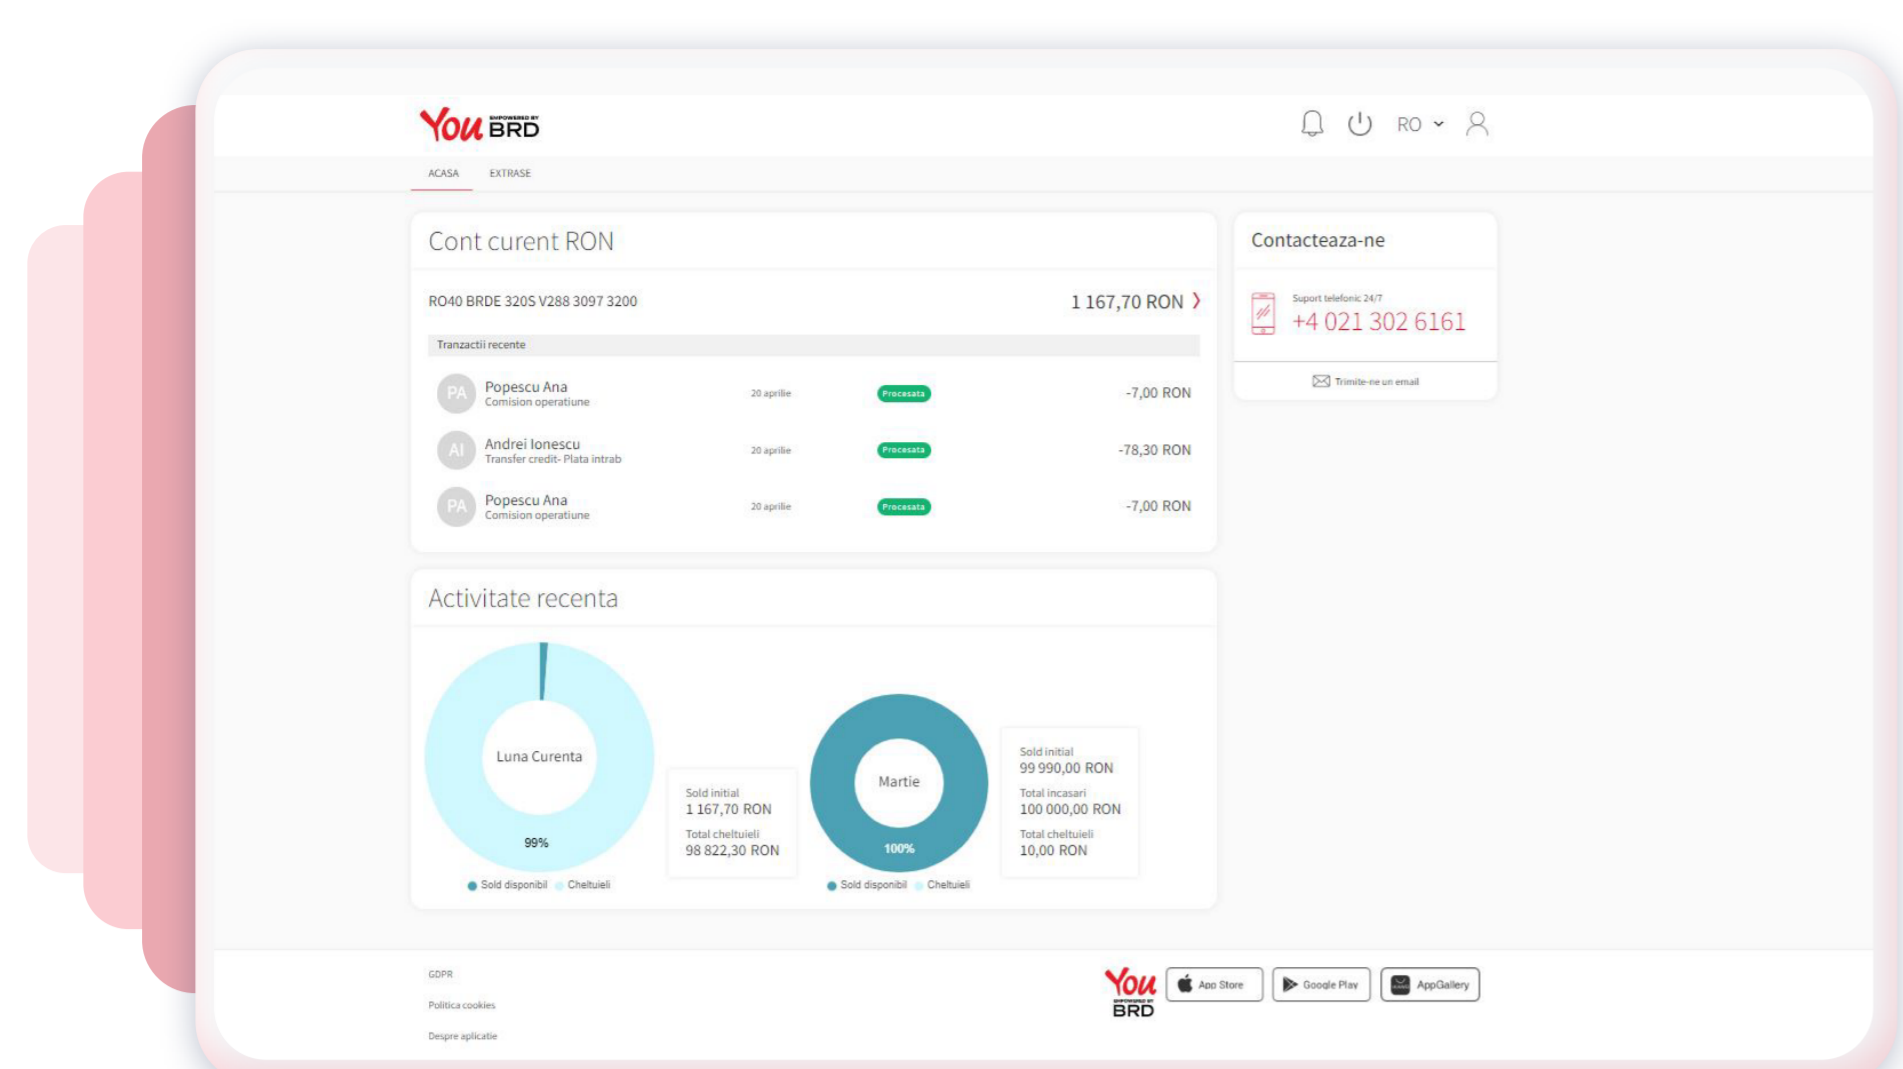 You EMPOWERED BY BRD
RO
ACASA EXTRASE
Cont curent RON
RO40 BRDE 320S V288 3097 3200 1 167,70 RON
Tranzactii recente
PA Popescu Ana 20 aprilie Procesata -7,00 RON
Comision operatiune
AI Andrei Ionescu 20 aprilie Procesata -78,30 RON
Transfer credit- Plata intrab
PA Popescu Ana 20 aprilie Procesata -7,00 RON
Comision operatiune
Contacteaza-ne
Suport telefonic 24/7
+4 021 302 6161
Trimite-ne un email
Activitate recenta
Luna Curenta
99%
Sold disponibil Cheltuieli
Sold initial
1 167,70 RON
Total cheltuieli
98 822,30 RON
Martie
100%
Sold disponibil Cheltuieli
Sold initial
99 990,00 RON
Total incasari
100 000,00 RON
Total cheltuieli
10,00 RON
GDPR
Politica cookies
Despre aplicatie
You EMPOWERED BY BRD
App Store
Google Play
AppGallery